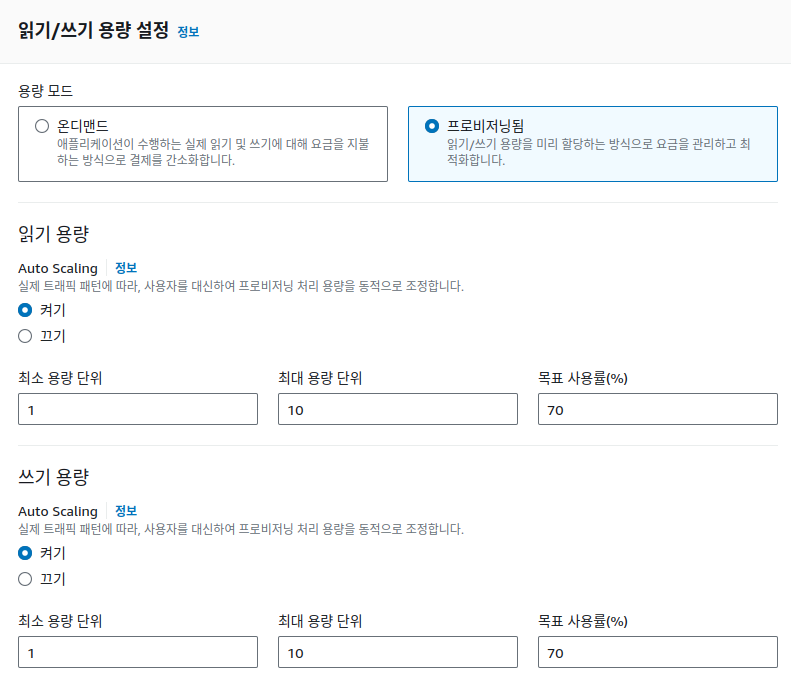 읽기/쓰기 용량 설정 정보
용량 모드
온디맨드
애플리케이션이 수행하는 실제 읽기 및 쓰기에 대해 요금을 지불
하는 방식으로 결제를 간소화합니다.
프로비저닝됨
읽기/쓰기 용량을 미리 할당하는 방식으로 요금을 관리하고 최
적화합니다.
읽기 용량
Auto Scaling 정보
실제 트래픽 패턴에 따라, 사용자를 대신하여 프로비저닝 처리 용량을 동적으로 조정합니다.
켜기
끄기
최소 용량 단위 최대 용량 단위 목표 사용률(%)
1 10 70
쓰기 용량
Auto Scaling 정보
실제 트래픽 패턴에 따라, 사용자를 대신하여 프로비저닝 처리 용량을 동적으로 조정합니다.
켜기
끄기
최소 용량 단위 최대 용량 단위 목표 사용률(%)
1 10 70